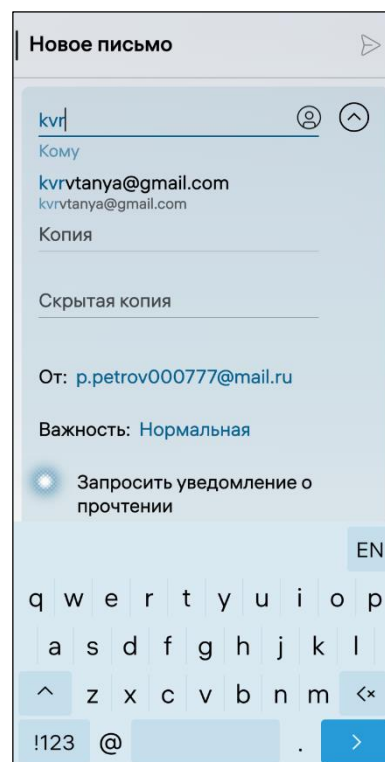 Новое письмо
kvr
Кому
kvrvtanya@gmail.com
kvrvtanya@gmail.com
Копия
Скрытая копия
От: p.petrov000777@mail.ru
Важность: Нормальная
Запросить уведомление о
прочтении
EN
q w e r t y u i o p
a s d f g h j k l
^ z x c v b n m <×
!123 @ . >